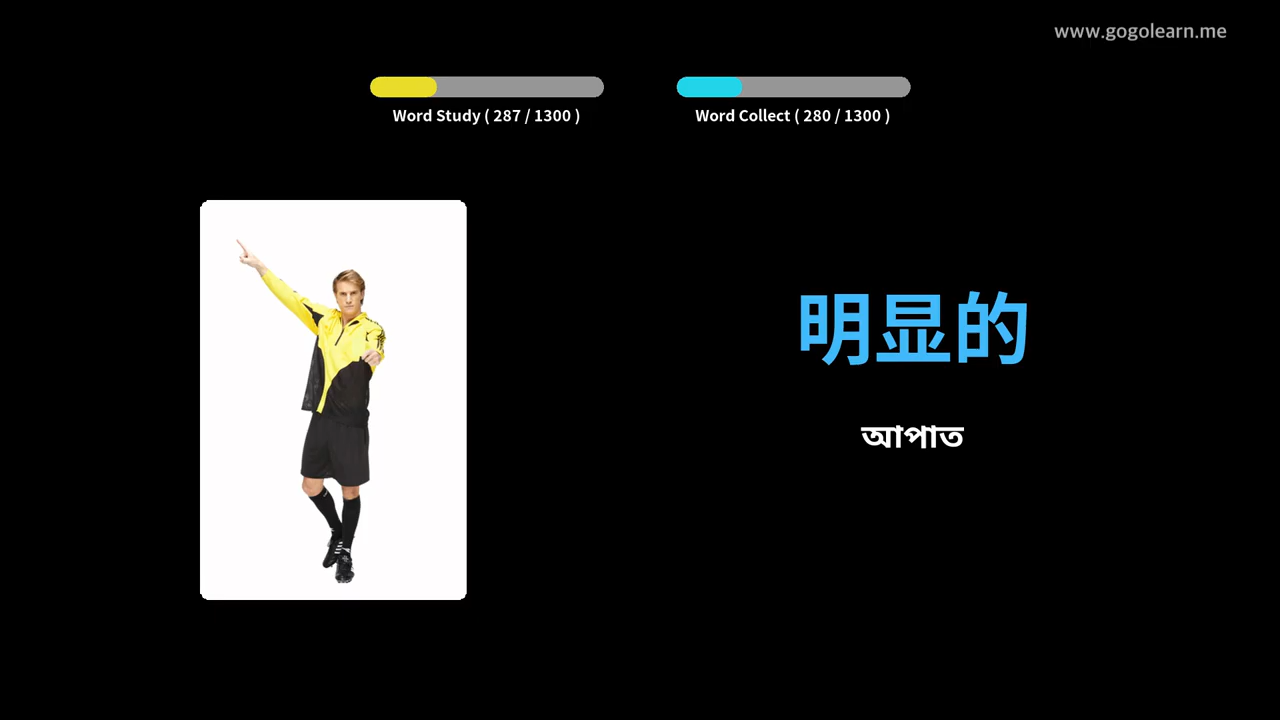 www.gogolearn.me
Word Study ( 287 / 1300 )
Word Collect ( 280 / 1300 )
明显的
আপাত